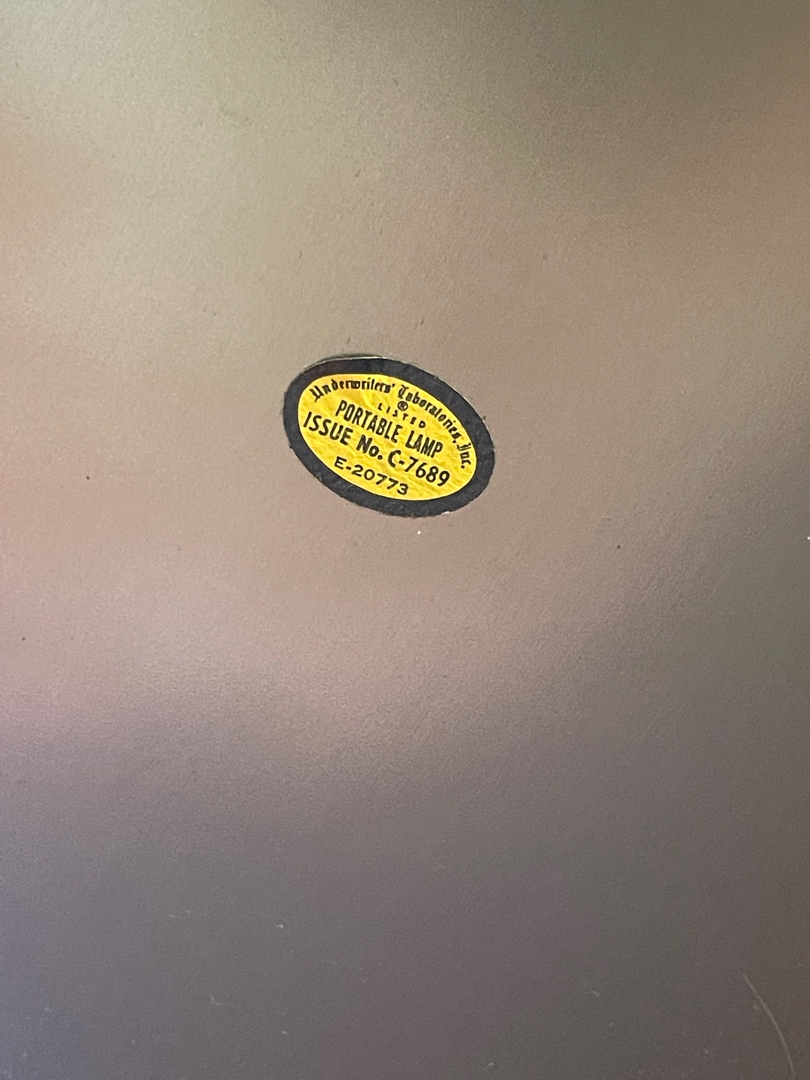 Underwriters' Laboratories, Inc.
®
LISTED
PORTABLE LAMP
ISSUE No. C-7689
E-20773